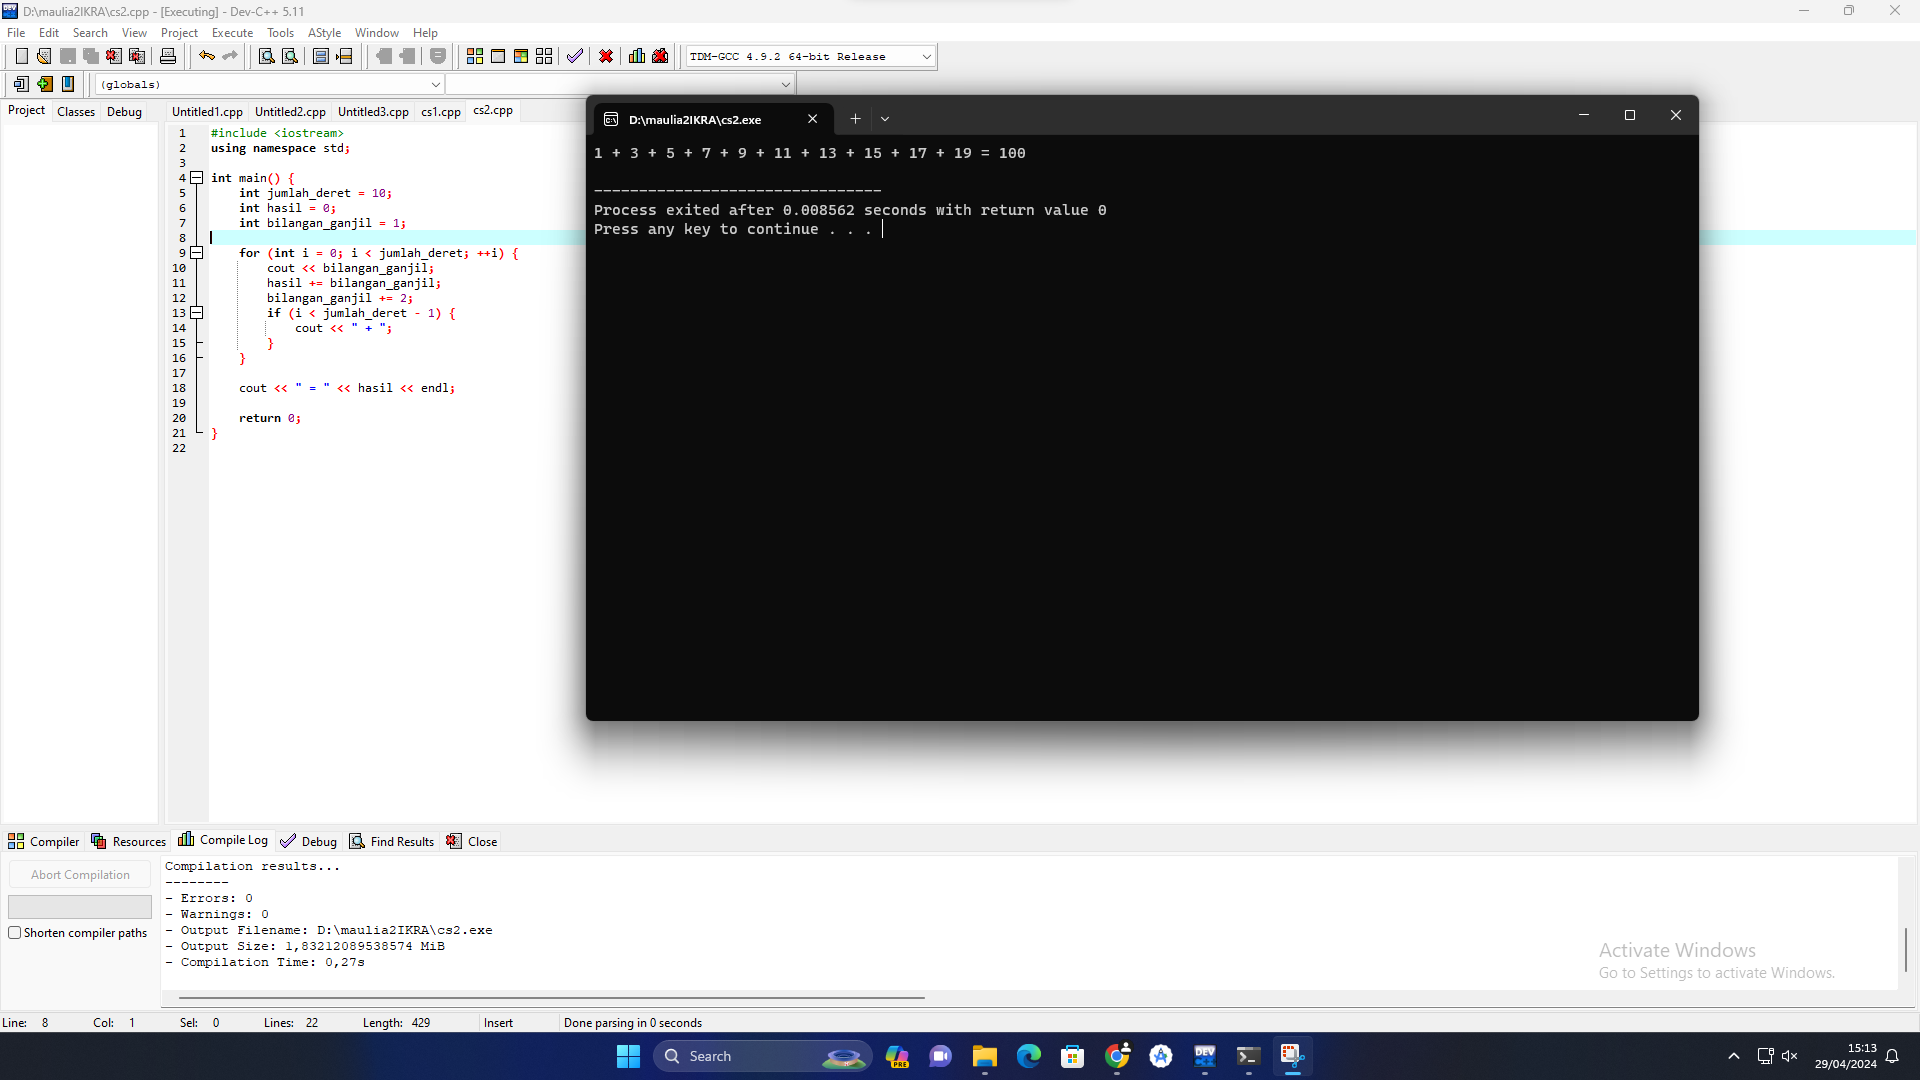 D:\maulia2IKRA\cs2.cpp - [Executing] - Dev-C++ 5.11
File Edit Search View Project Execute Tools AStyle Window Help
TDM-GCC 4.9.2 64-bit Release
(globals)
Project Classes Debug
Untitled1.cpp Untitled2.cpp Untitled3.cpp cs1.cpp cs2.cpp
1 #include <iostream>
2 using namespace std;
3
4 int main() {
5 int jumlah_deret = 10;
6 int hasil = 0;
7 int bilangan_ganjil = 1;
8
9 for (int i = 0; i < jumlah_deret; ++i) {
10 cout << bilangan_ganjil;
11 hasil += bilangan_ganjil;
12 bilangan_ganjil += 2;
13 if (i < jumlah_deret - 1) {
14 cout << " + ";
15 }
16 }
17
18 cout << " = " << hasil << endl;
19
20 return 0;
21 }
22
D:\maulia2IKRA\cs2.exe
1 + 3 + 5 + 7 + 9 + 11 + 13 + 15 + 17 + 19 = 100
--------------------------------
Process exited after 0.008562 seconds with return value 0
Press any key to continue . . .
Compiler Resources Compile Log Debug Find Results Close
Abort Compilation
Shorten compiler paths
Compilation results...
--------
- Errors: 0
- Warnings: 0
- Output Filename: D:\maulia2IKRA\cs2.exe
- Output Size: 1,83212089538574 MiB
- Compilation Time: 0,27s
Activate Windows
Go to Settings to activate Windows.
Line: 8 Col: 1 Sel: 0 Lines: 22 Length: 429 Insert Done parsing in 0 seconds
Search
PRE
DEV
15:13
29/04/2024